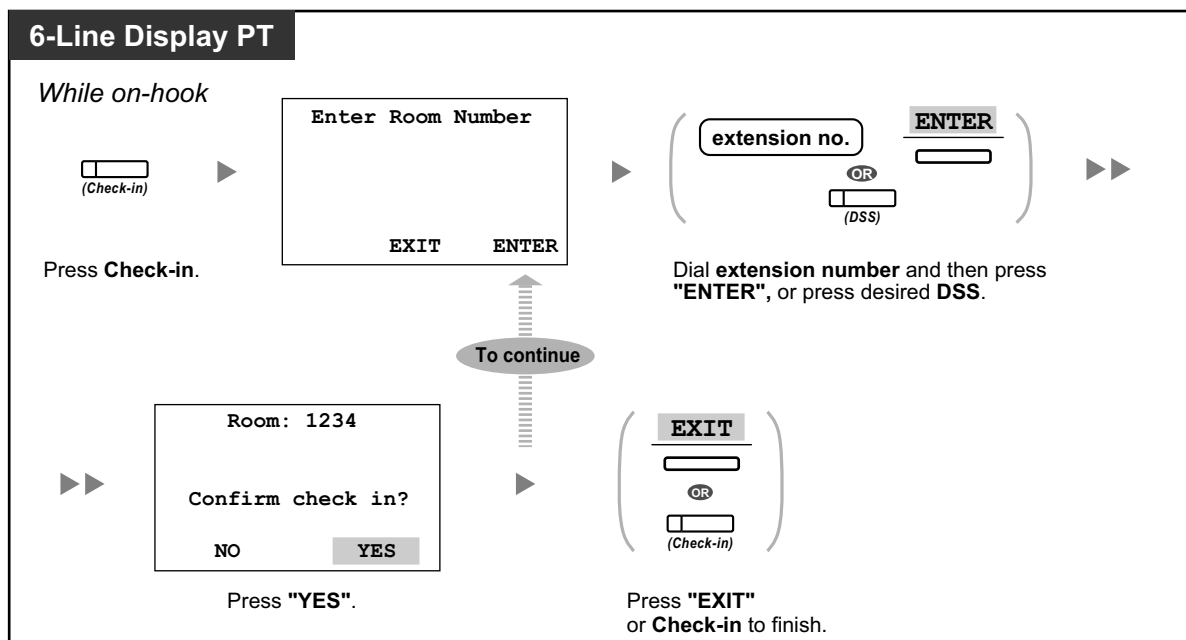 6-Line Display PT
While on-hook
(Check-in)
Press Check-in.
Enter Room Number
EXIT ENTER
extension no.
ENTER
OR
(DSS)
Dial extension number and then press
"ENTER", or press desired DSS.
To continue
Room: 1234
Confirm check in?
NO YES
Press "YES".
EXIT
OR
(Check-in)
Press "EXIT"
or Check-in to finish.